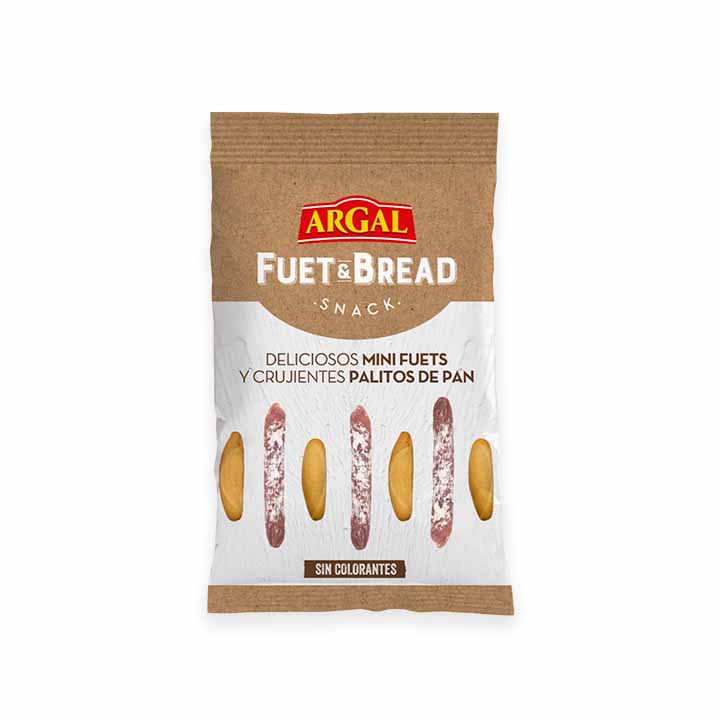 ARGAL
FUET & BREAD
· SNACK ·
DELICIOSOS MINI FUETS
Y CRUJIENTES PALITOS DE PAN
SIN COLORANTES